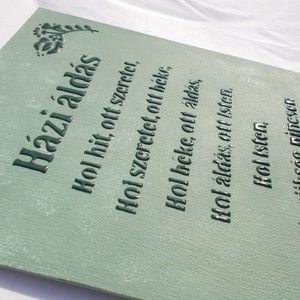 Házi áldás
Hol hit, ott szeretet,
Hol szeretet, ott béke,
Hol béke, ott áldás,
Hol áldás, ott Isten.
Hol Isten,
nincsen